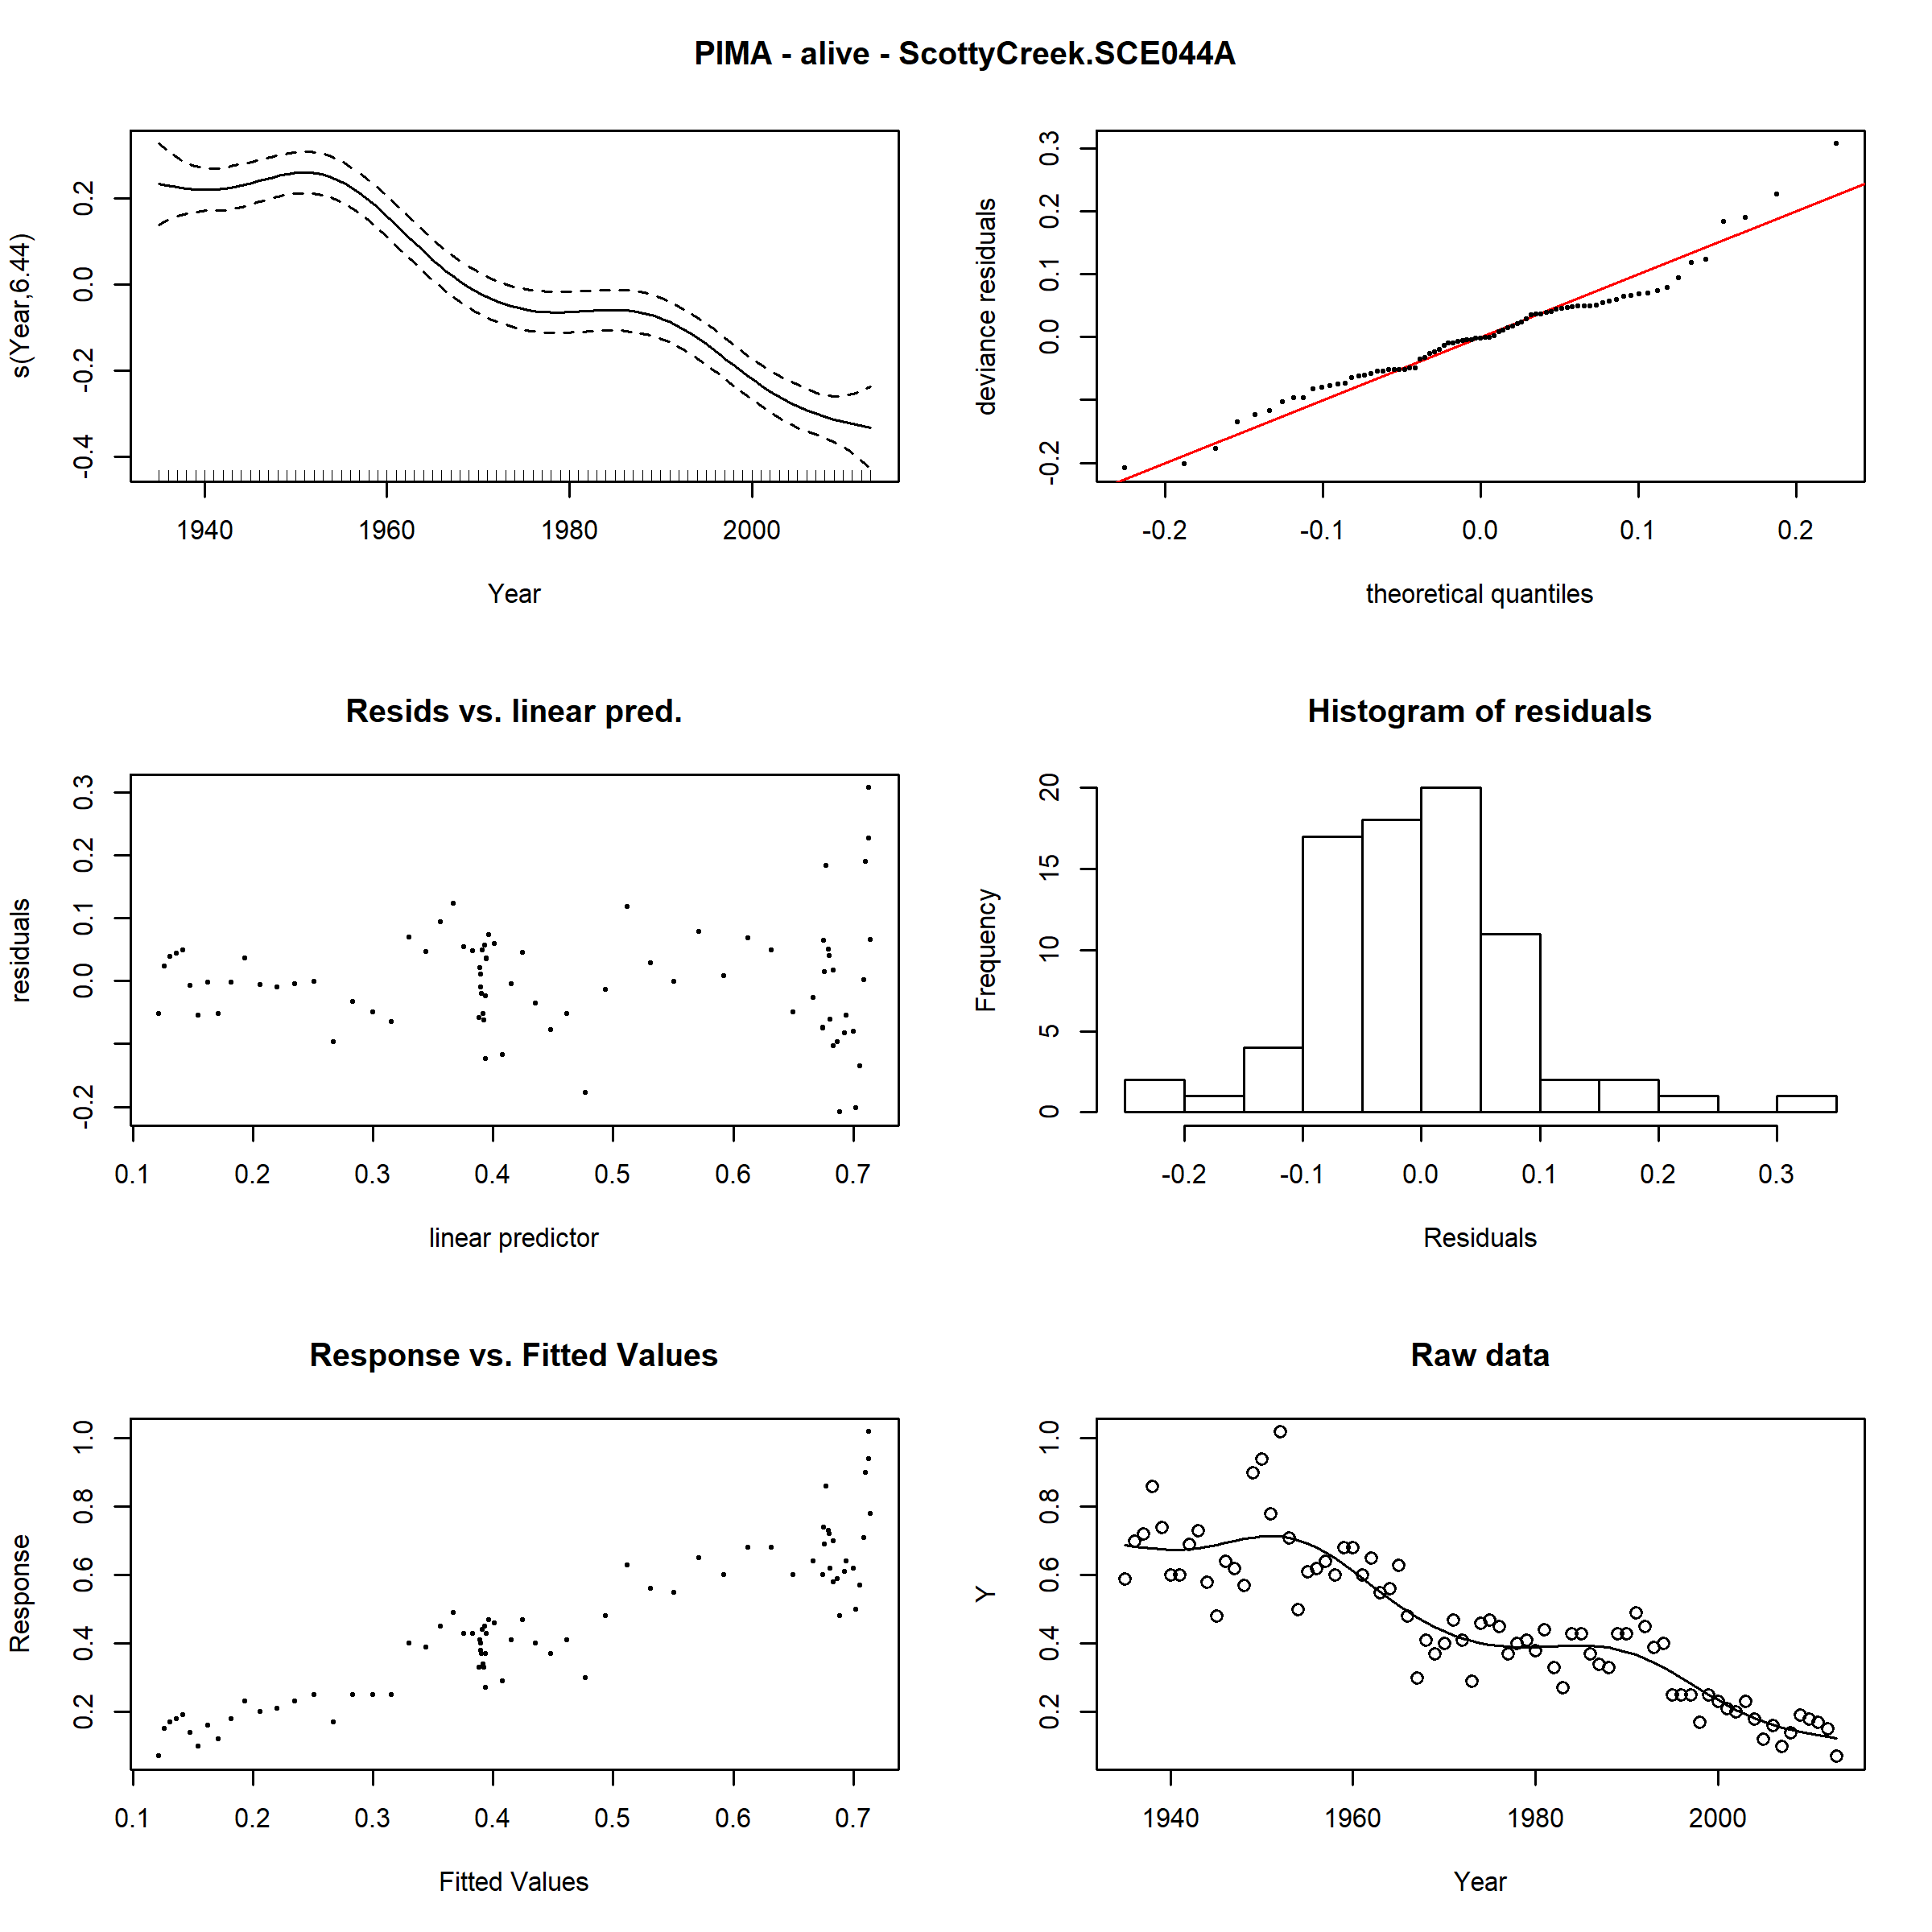 PIMA - alive - ScottyCreek.SCE044A
s(Year,6.44)
0.2
0.0
-0.2
-0.4
1940 1960 1980 2000
Year
deviance residuals
0.3
0.2
0.1
0.0
-0.2
-0.2 -0.1 0.0 0.1 0.2
theoretical quantiles
Resids vs. linear pred.
residuals
0.3
0.2
0.1
0.0
-0.2
0.1 0.2 0.3 0.4 0.5 0.6 0.7
linear predictor
Histogram of residuals
Frequency
20
15
10
5
0
-0.2 -0.1 0.0 0.1 0.2 0.3
Residuals
Response vs. Fitted Values
Response
1.0
0.8
0.6
0.4
0.2
0.1 0.2 0.3 0.4 0.5 0.6 0.7
Fitted Values
Raw data
Y
1.0
0.8
0.6
0.4
0.2
1940 1960 1980 2000
Year